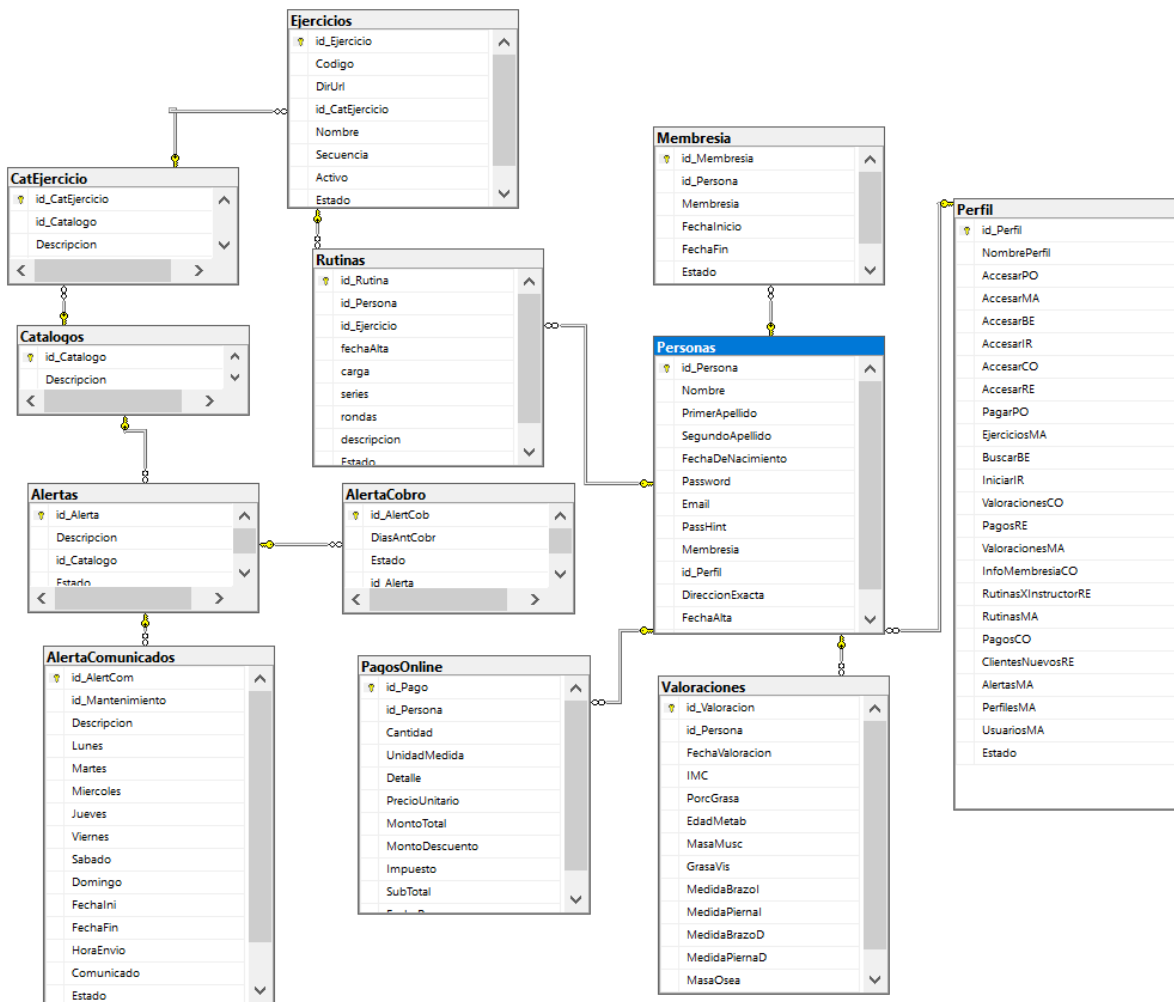 Ejercicios
id_Ejercicio
Codigo
DirUrl
id_CatEjercicio
Nombre
Secuencia
Activo
Estado
CatEjercicio
id_CatEjercicio
id_Catalogo
Descripcion
Catalogos
id_Catalogo
Descripcion
Rutinas
id_Rutina
id_Persona
id_Ejercicio
fechaAlta
carga
series
rondas
descripcion
Estado
Membresia
id_Membresia
id_Persona
Membresia
FechaInicio
FechaFin
Estado
Personas
id_Persona
Nombre
PrimerApellido
SegundoApellido
FechaDeNacimiento
Password
Email
PassHint
Membresia
id_Perfil
DireccionExacta
FechaAlta
Perfil
id_Perfil
NombrePerfil
AccesarPO
AccesarMA
AccesarBE
AccesarIR
AccesarCO
AccesarRE
PagarPO
EjerciciosMA
BuscarBE
IniciarIR
ValoracionesCO
PagosRE
ValoracionesMA
InfoMembresiaCO
RutinasXInstructorRE
RutinasMA
PagosCO
ClientesNuevosRE
AlertasMA
PerfilesMA
UsuariosMA
Estado
Alertas
id_Alerta
Descripcion
id_Catalogo
Estado
AlertaCobro
id_AlertCob
DiasAntCobr
Estado
id_Alerta
AlertaComunicados
id_AlertCom
id_Mantenimiento
Descripcion
Lunes
Martes
Miercoles
Jueves
Viernes
Sabado
Domingo
FechaIni
FechaFin
HoraEnvio
Comunicado
Estado
PagosOnline
id_Pago
id_Persona
Cantidad
UnidadMedida
Detalle
PrecioUnitario
MontoTotal
MontoDescuento
Impuesto
SubTotal
Valoraciones
id_Valoracion
id_Persona
FechaValoracion
IMC
PorcGrasa
EdadMetab
MasaMusc
GrasaVis
MedidaBrazoI
MedidaPiernaI
MedidaBrazoD
MedidaPiernaD
MasaOsea